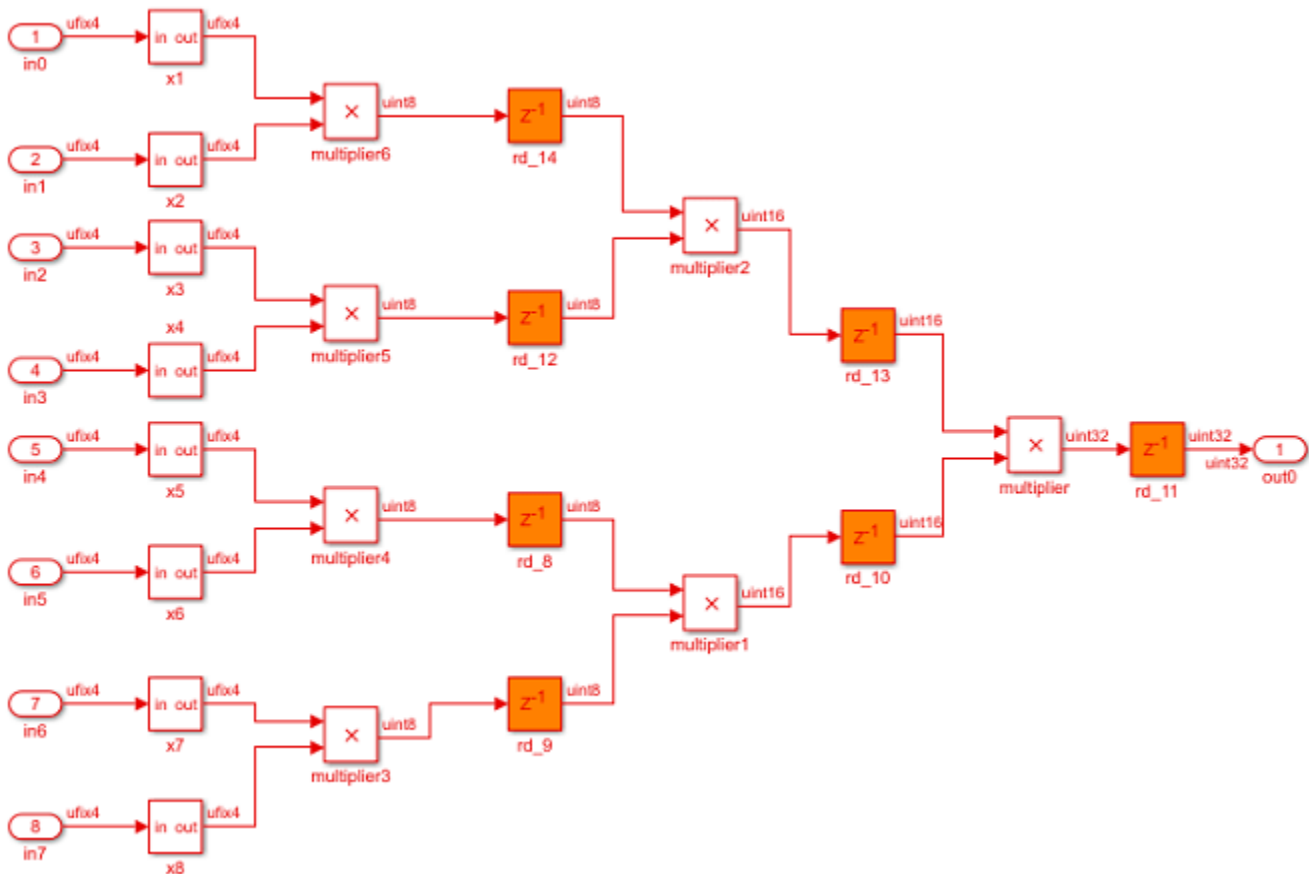 ufix4 ufix4
1 in out
in0 x1
uint8 uint8
× z-1
ufix4 ufix4
2 in out
multiplier6 rd_14
in1 x2
uint16
×
ufix4 ufix4
3 in out
multiplier2
in2 x3
uint8 uint8
× z-1
x4
uint16
z-1
ufix4 ufix4
multiplier5 rd_12
4 in out
rd_13
in3
ufix4 ufix4
uint32 uint32
5 in out
× z-1 1
uint32
in4 x5
multiplier rd_11 out0
uint8 uint8
× z-1
uint16
z-1
ufix4 ufix4
multiplier4 rd_8
6 in out
rd_10
in5 x6
uint16
×
multiplier1
ufix4 ufix4
uint8
7 in out
z-1
uint8
×
in6 x7
rd_9
multiplier3
ufix4 ufix4
8 in out
in7 x8